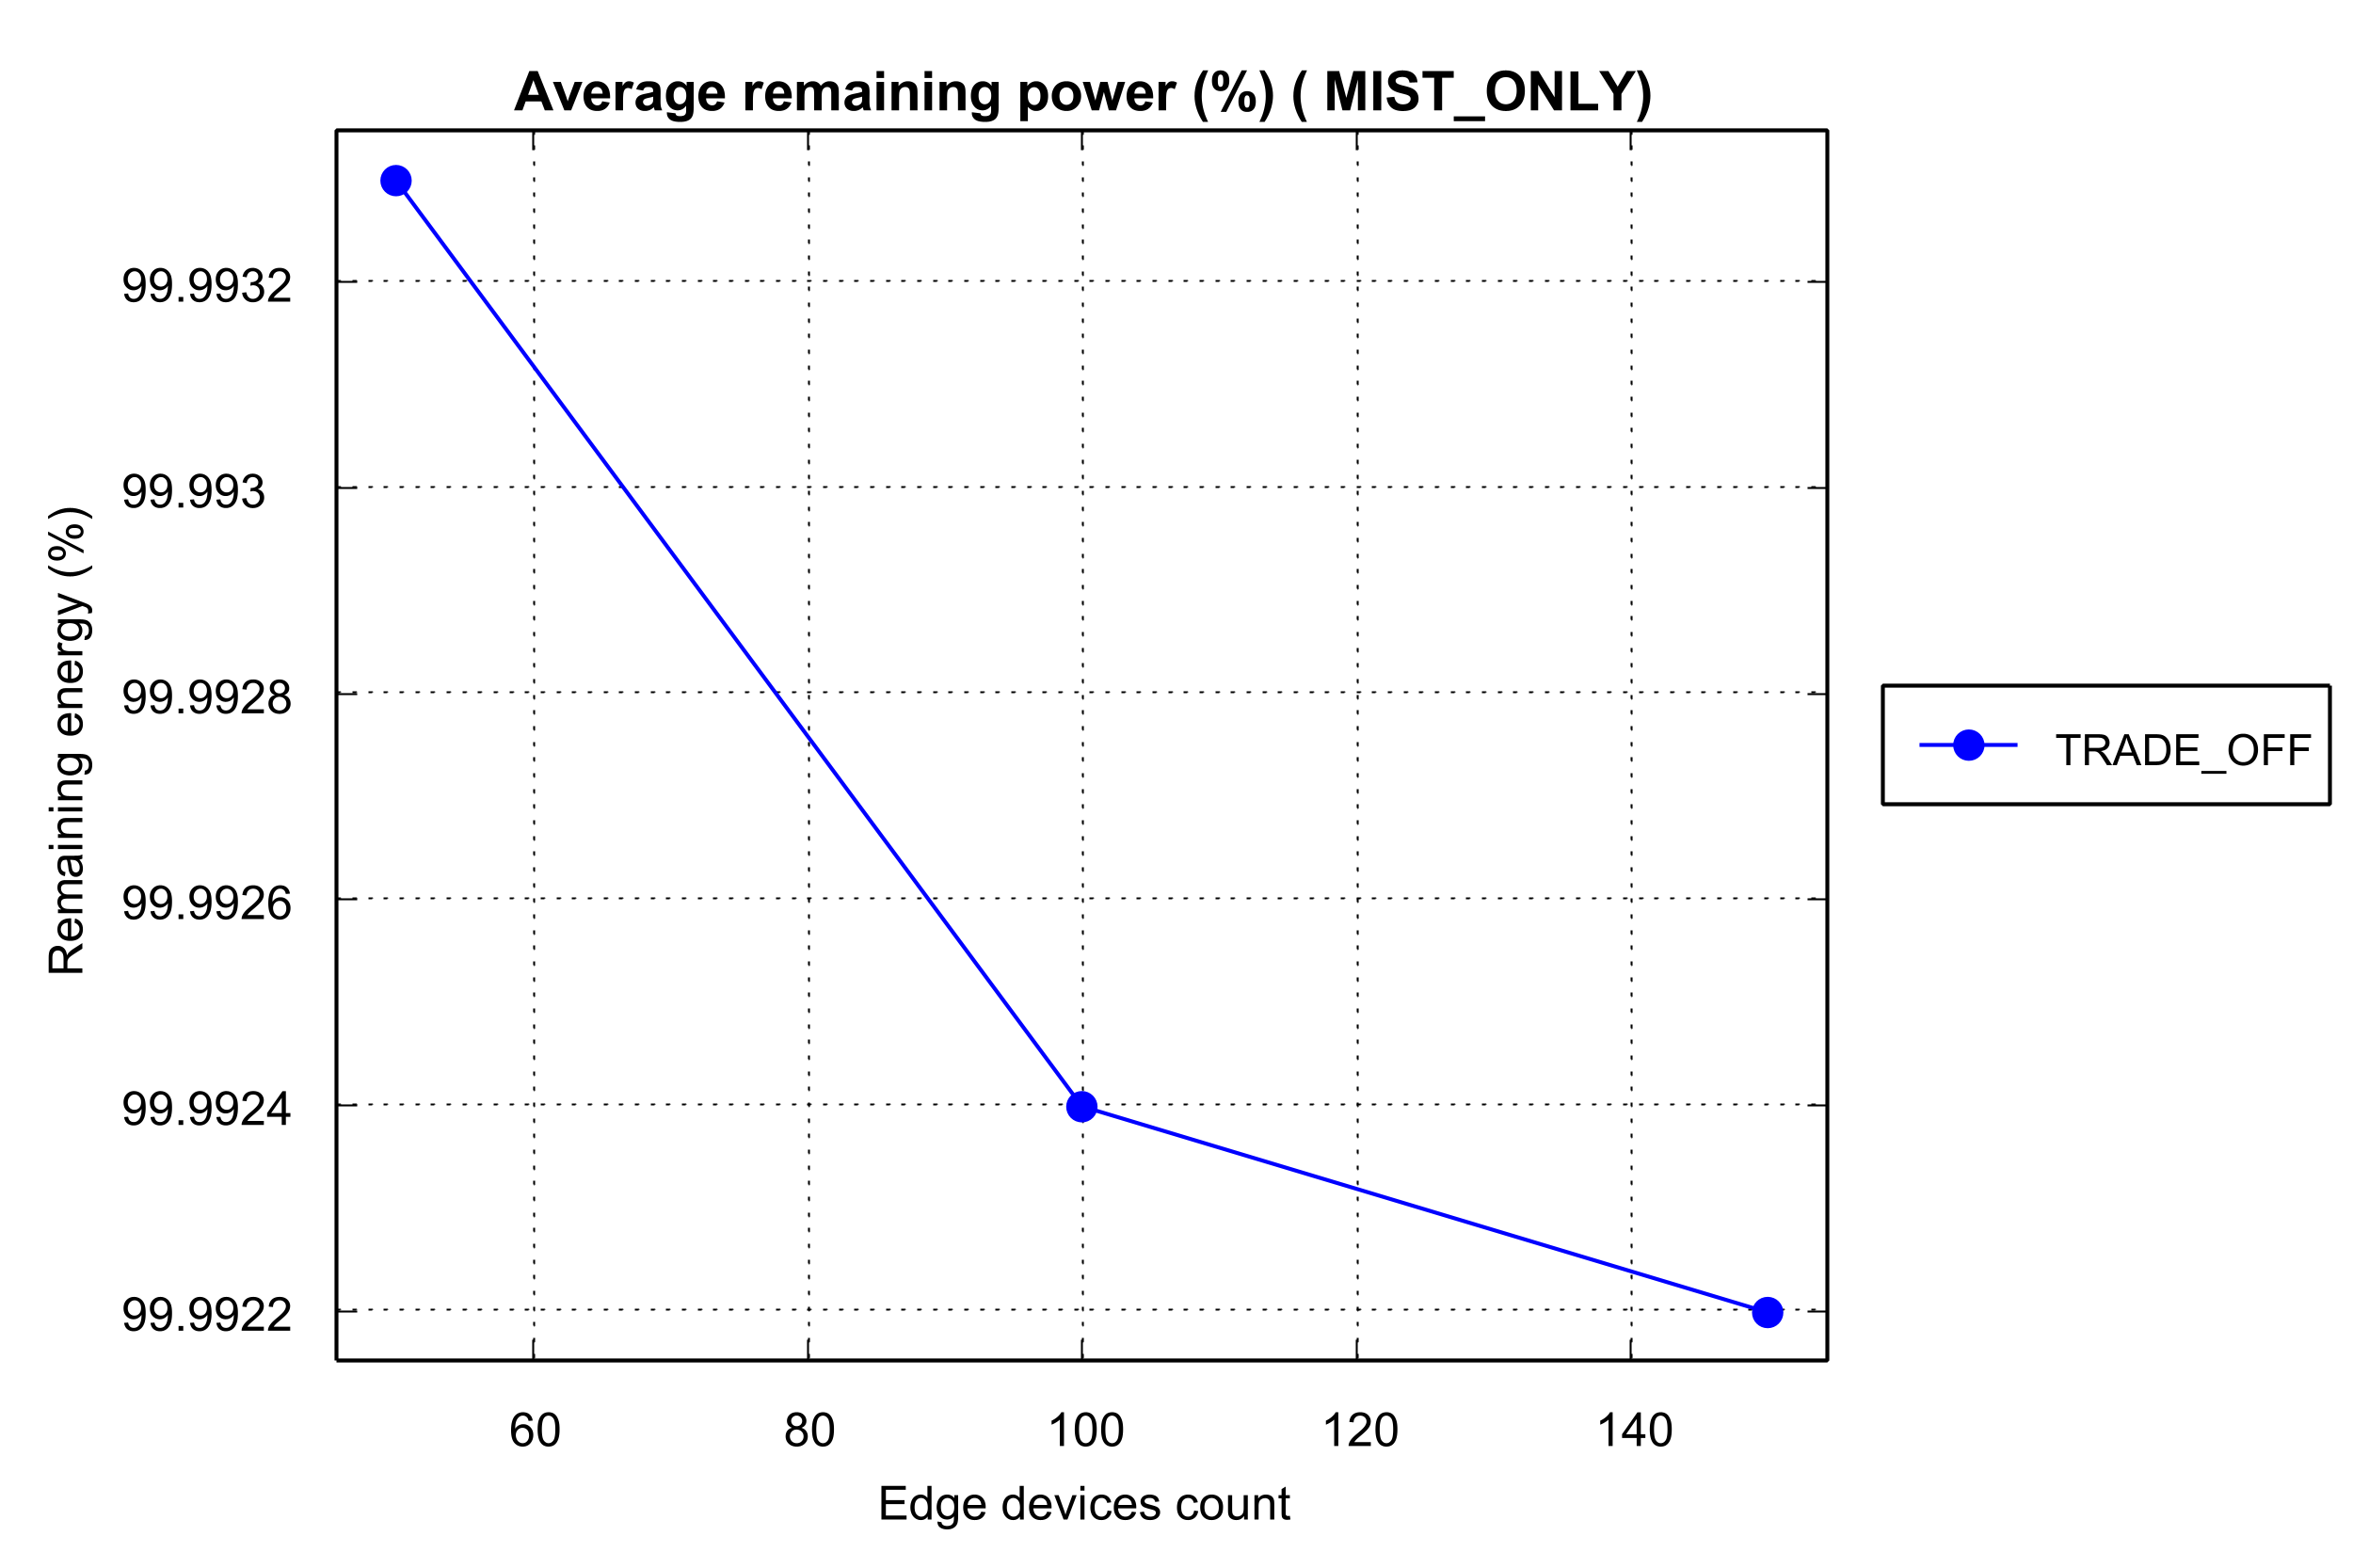 Average remaining power (%) ( MIST_ONLY)
99.9932
99.993
99.9928
99.9926
99.9924
99.9922
Remaining energy (%)
60 80 100 120 140
Edge devices count
TRADE_OFF